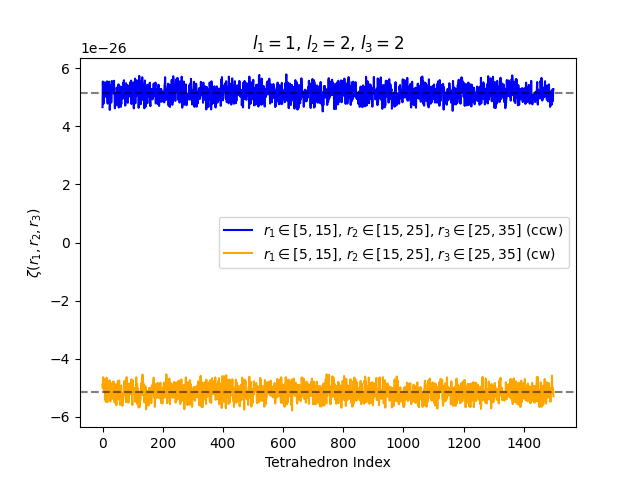 l₁ = 1, l₂ = 2, l₃ = 2
1e−26
6
4
2
0
−2
−4
−6
ζ(r₁, r₂, r₃)
r₁ ∈ [5, 15], r₂ ∈ [15, 25], r₃ ∈ [25, 35] (ccw)
r₁ ∈ [5, 15], r₂ ∈ [15, 25], r₃ ∈ [25, 35] (cw)
0 200 400 600 800 1000 1200 1400
Tetrahedron Index